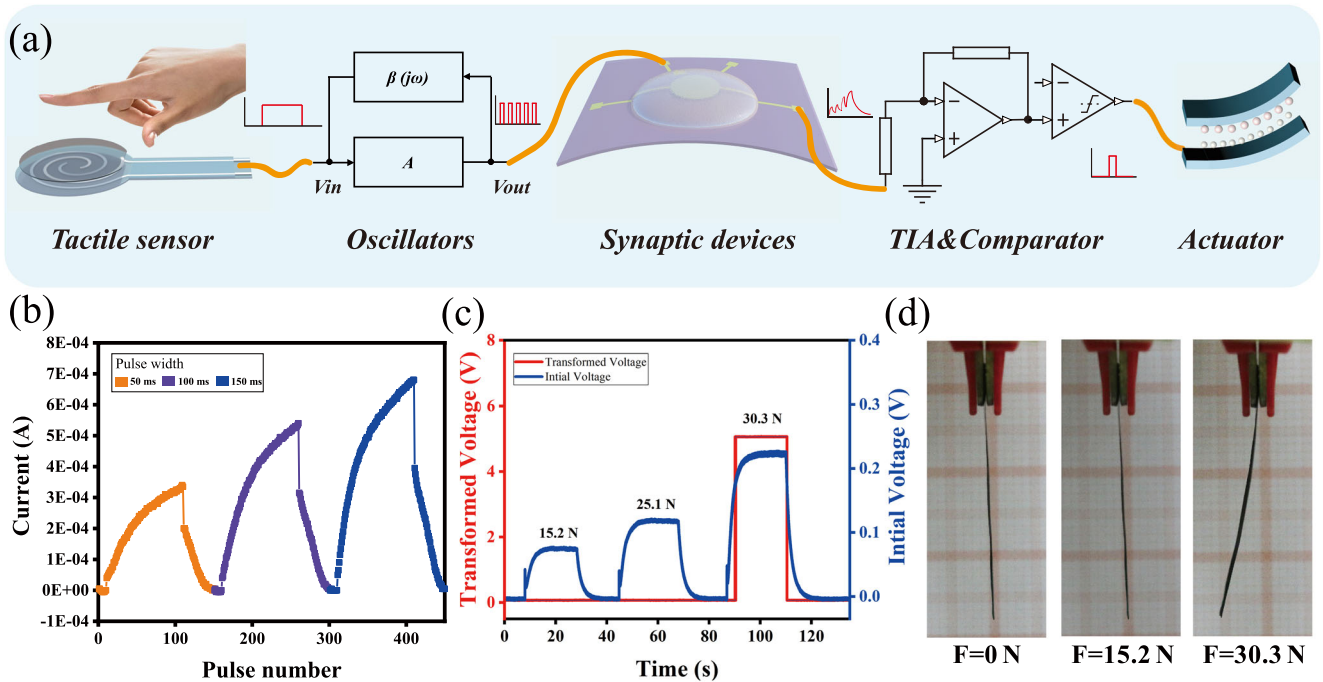 (a)
β (jω)
A
Vin
Vout
Tactile sensor
Oscillators
Synaptic devices
TIA&Comparator
Actuator
(b)
8E-04
7E-04
6E-04
5E-04
4E-04
3E-04
2E-04
1E-04
0E+00
-1E-04
Current (A)
Pulse width
50 ms
100 ms
150 ms
0
100
200
300
400
Pulse number
(c)
8
6
4
2
0
Transformed Voltage (V)
Transformed Voltage
Intial Voltage
15.2 N
25.1 N
30.3 N
0.4
0.3
0.2
0.1
0.0
Intial Voltage (V)
0
20
40
60
80
100
120
Time (s)
(d)
F=0 N
F=15.2 N
F=30.3 N